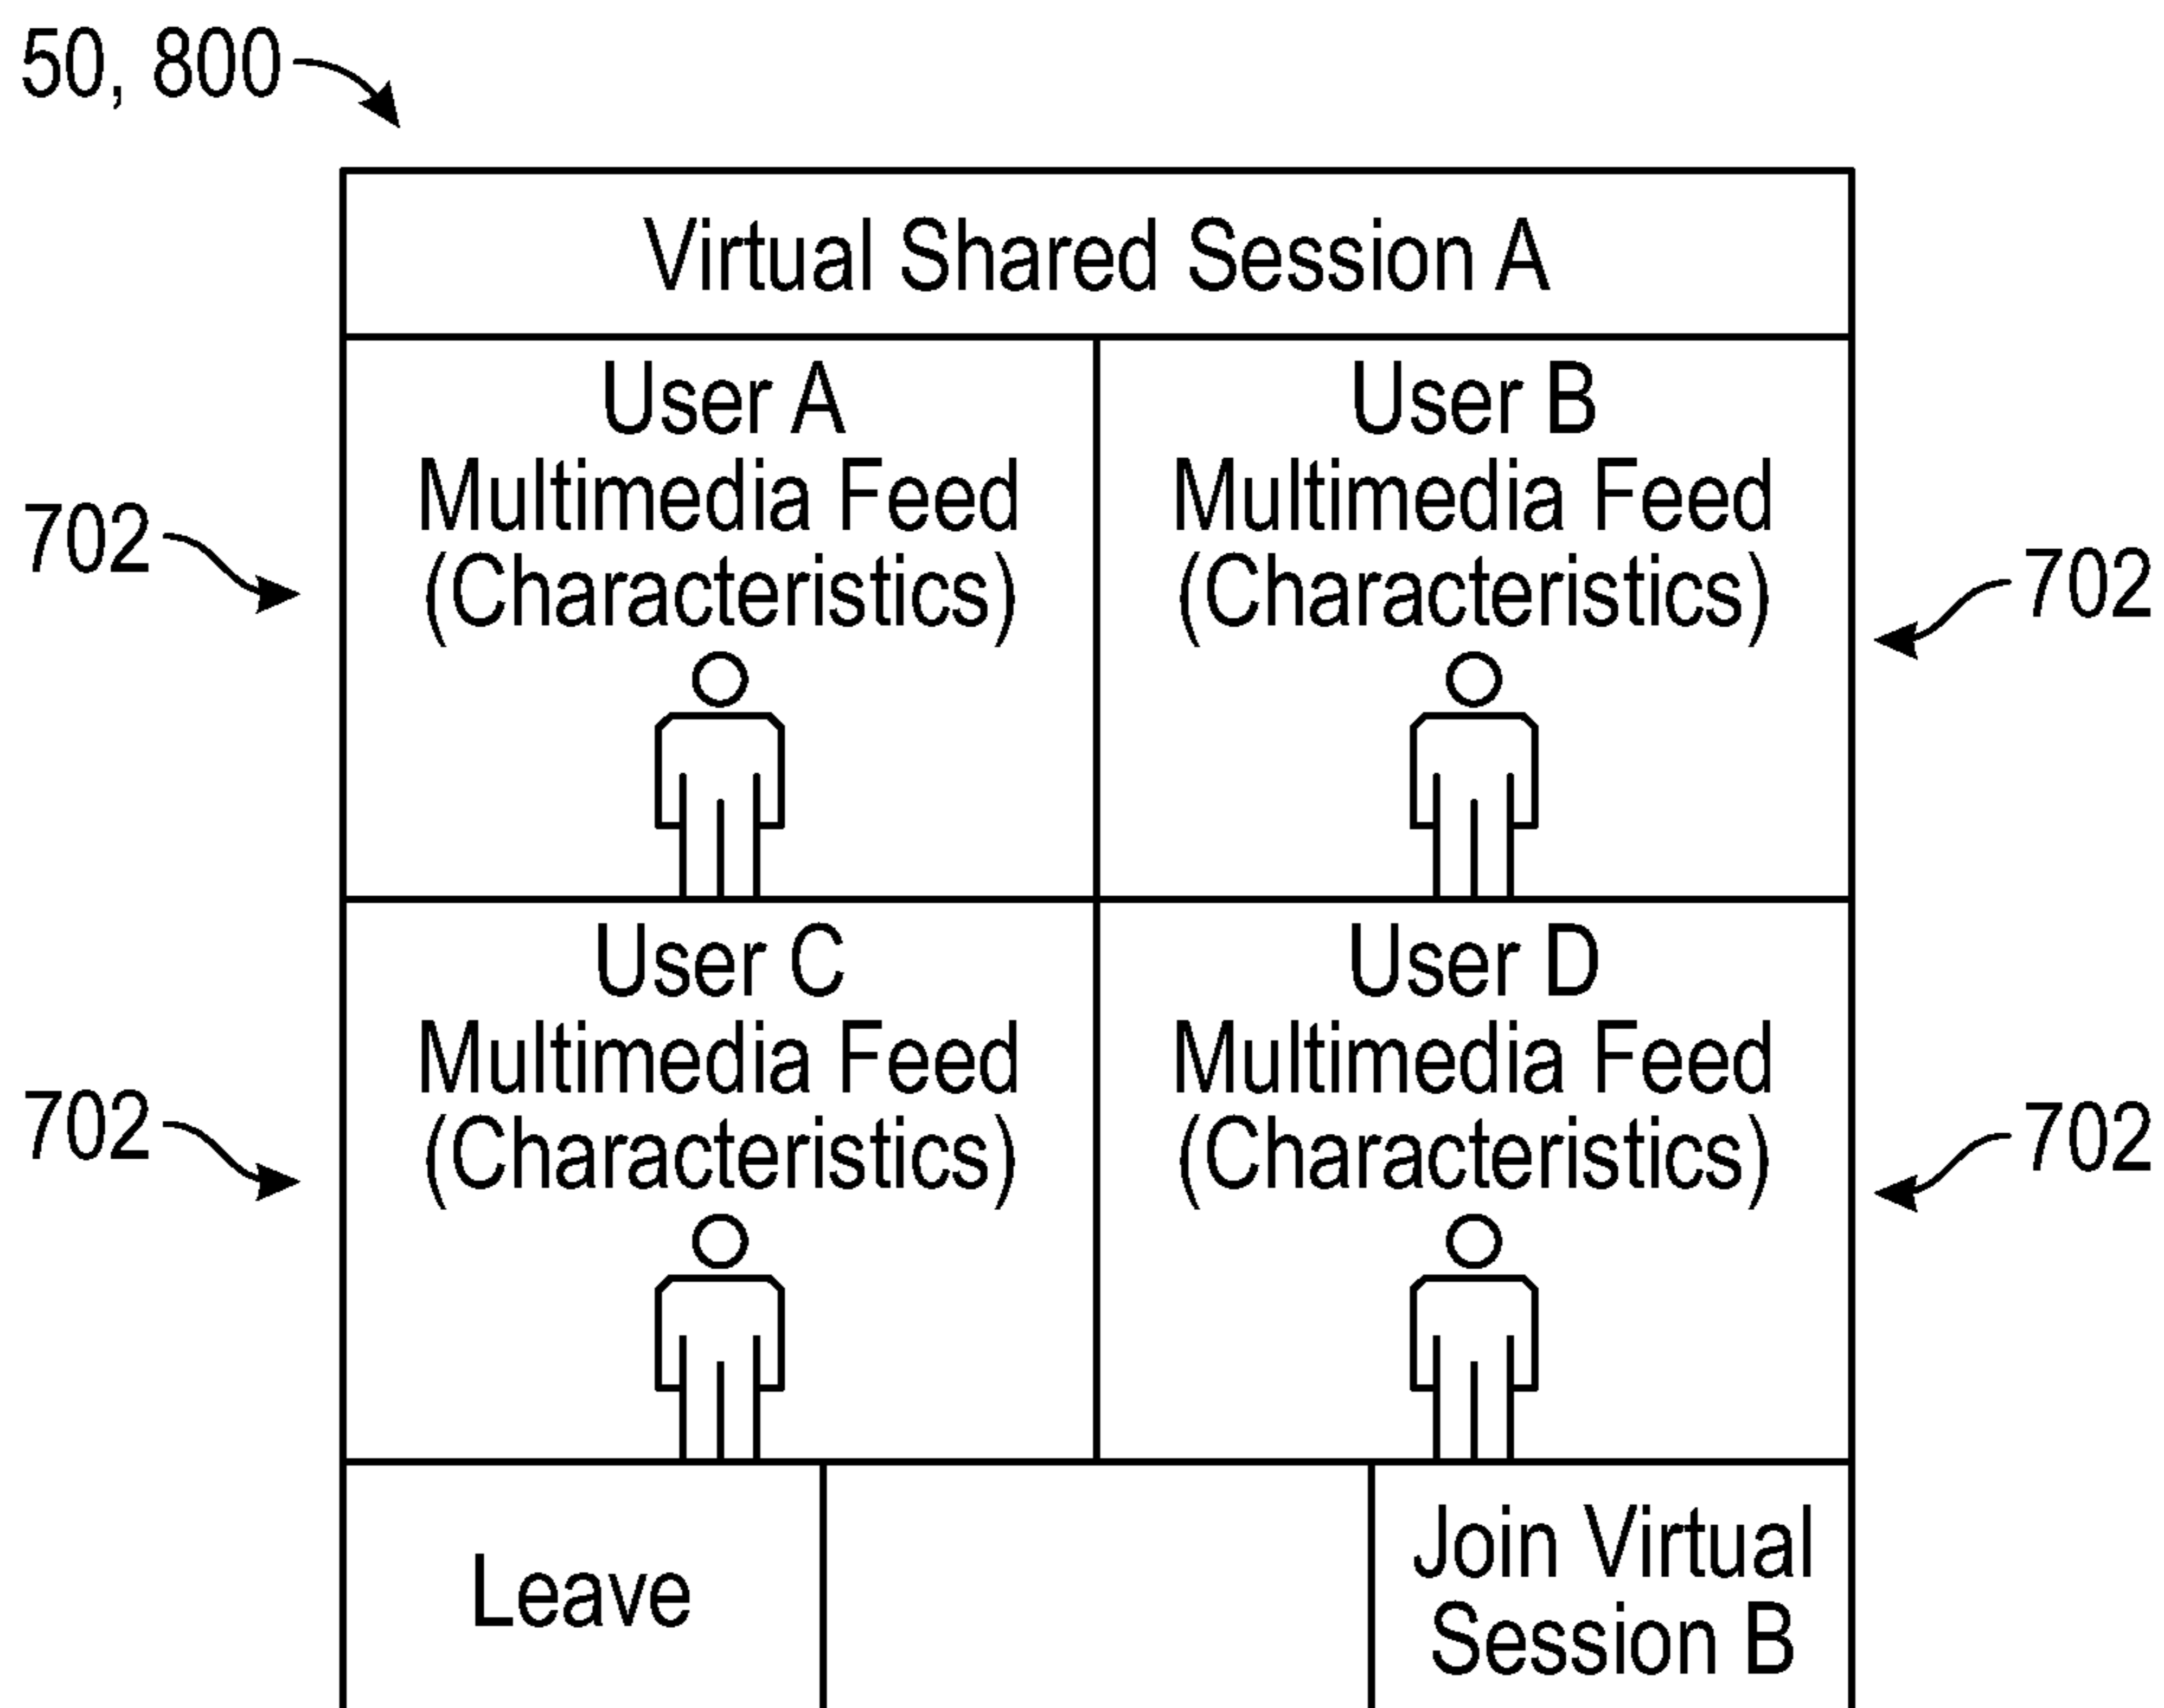 50, 800
Virtual Shared Session A
User A
Multimedia Feed
(Characteristics)
702
User B
Multimedia Feed
(Characteristics)
702
User C
Multimedia Feed
(Characteristics)
702
User D
Multimedia Feed
(Characteristics)
702
Leave
Join Virtual
Session B